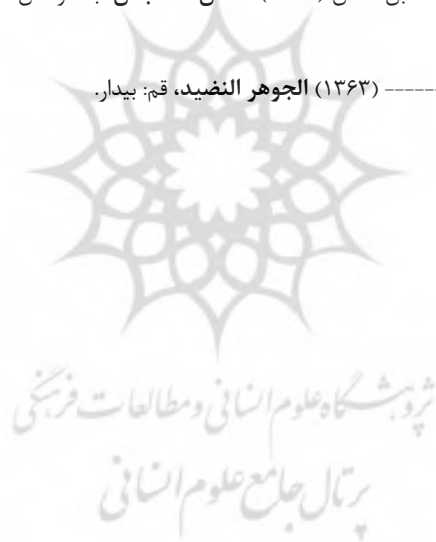 ------ (۱۳۶۳) الجوهر النضید، قم: بیدار.
پژوهشگاه علوم انسانی و مطالعات فرهنگی
پرتال جامع علوم انسانی